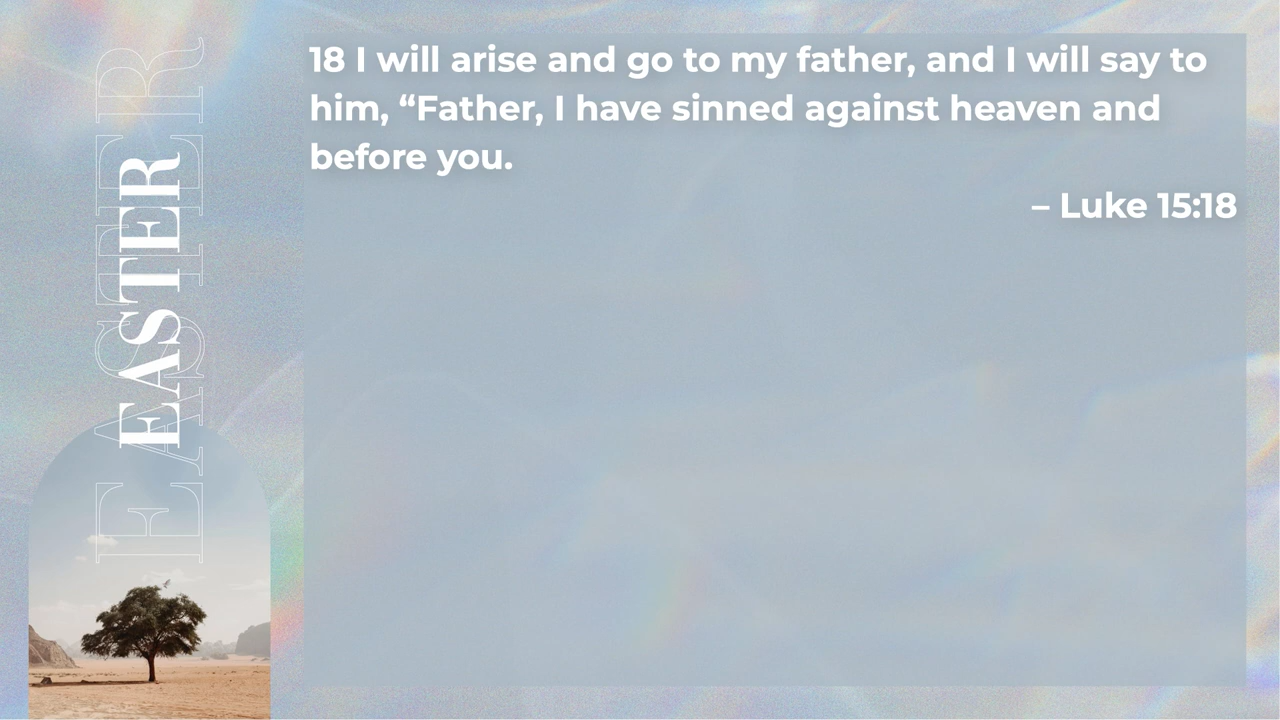 EASTER
EASTER
18 I will arise and go to my father, and I will say to
him, “Father, I have sinned against heaven and
before you.
– Luke 15:18